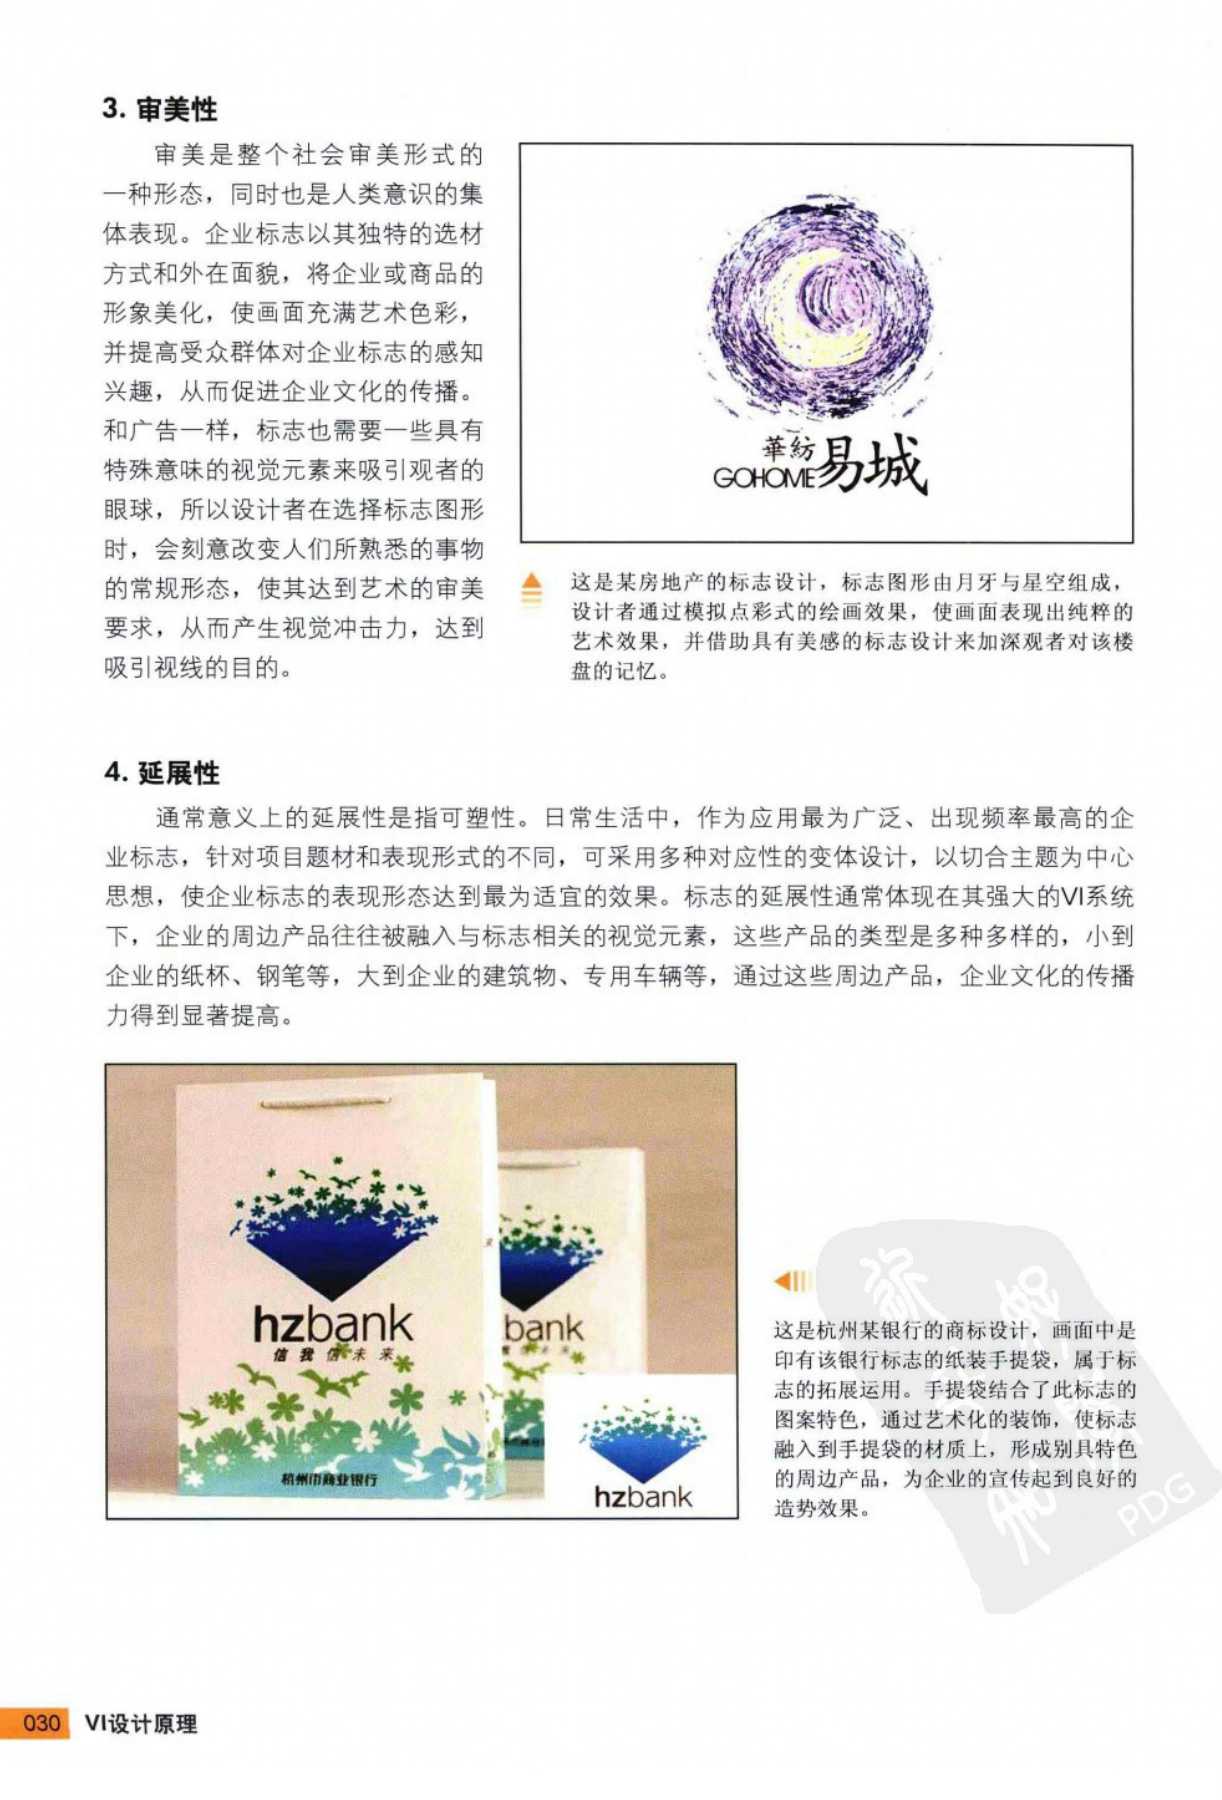 3. 审美性
审美是整个社会审美形式的
一种形态，同时也是人类意识的集
体表现。企业标志以其独特的选材
方式和外在面貌，将企业或商品的
形象美化，使画面充满艺术色彩，
并提高受众群体对企业标志的感知
兴趣，从而促进企业文化的传播。
和广告一样，标志也需要一些具有
特殊意味的视觉元素来吸引观者的
眼球，所以设计者在选择标志图形
时，会刻意改变人们所熟悉的事物
的常规形态，使其达到艺术的审美
要求，从而产生视觉冲击力，达到
吸引视线的目的。
華紡
GOHOME易城
这是某房地产的标志设计，标志图形由月牙与星空组成，
设计者通过模拟点彩式的绘画效果，使画面表现出纯粹的
艺术效果，并借助具有美感的标志设计来加深观者对该楼
盘的记忆。
4. 延展性
通常意义上的延展性是指可塑性。日常生活中，作为应用最为广泛、出现频率最高的企
业标志，针对项目题材和表现形式的不同，可采用多种对应性的变体设计，以切合主题为中心
思想，使企业标志的表现形态达到最为适宜的效果。标志的延展性通常体现在其强大的VI系统
下，企业的周边产品往往被融入与标志相关的视觉元素，这些产品的类型是多种多样的，小到
企业的纸杯、钢笔等，大到企业的建筑物、专用车辆等，通过这些周边产品，企业文化的传播
力得到显著提高。
hzbank
信我信未来
杭州市商业银行
bank
hzbank
这是杭州某银行的商标设计，画面中是
印有该银行标志的纸装手提袋，属于标
志的拓展运用。手提袋结合了此标志的
图案特色，通过艺术化的装饰，使标志
融入到手提袋的材质上，形成别具特色
的周边产品，为企业的宣传起到良好的
造势效果。
PDG
030 VI设计原理